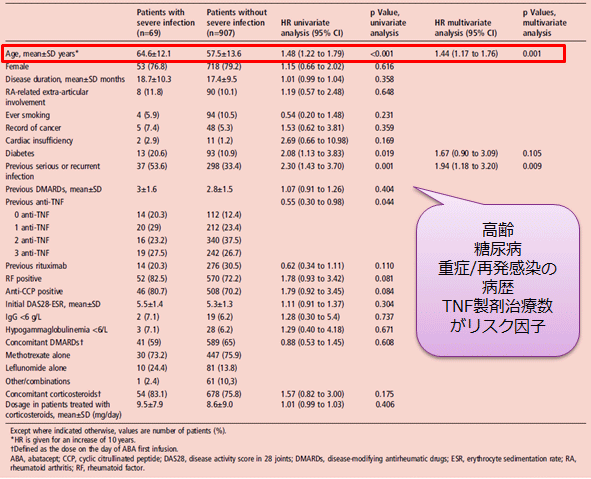 Patients with severe infection (n=69) Patients without severe infection (n=907) HR univariate analysis (95% CI) p Value, univariate analysis HR multivariate analysis (95% CI) p Values, multivariate analysis
Age, mean±SD years* 64.6±12.1 57.5±13.6 1.48 (1.22 to 1.79) <0.001 1.44 (1.17 to 1.76) 0.001
Female 53 (76.8) 718 (79.2) 1.15 (0.66 to 2.02) 0.616
Disease duration, mean±SD months 18.7±10.3 17.4±9.5 1.01 (0.99 to 1.04) 0.358
RA-related extra-articular involvement 8 (11.8) 90 (10.1) 1.19 (0.57 to 2.48) 0.648
Ever smoking 4 (5.9) 94 (10.5) 0.54 (0.20 to 1.48) 0.231
Record of cancer 5 (7.4) 48 (5.3) 1.53 (0.62 to 3.81) 0.359
Cardiac insufficiency 2 (2.9) 11 (1.2) 2.69 (0.66 to 10.98) 0.169
Diabetes 13 (20.6) 93 (10.9) 2.08 (1.13 to 3.83) 0.019 1.67 (0.90 to 3.09) 0.105
Previous serious or recurrent infection 37 (53.6) 298 (33.4) 2.30 (1.43 to 3.70) 0.001 1.94 (1.18 to 3.20) 0.009
Previous DMARDs, mean±SD 3±1.6 2.8±1.5 1.07 (0.91 to 1.26) 0.404
Previous anti-TNF 0.55 (0.30 to 0.98) 0.044
0 anti-TNF 14 (20.3) 112 (12.4)
1 anti-TNF 20 (29) 212 (23.4)
2 anti-TNF 16 (23.2) 340 (37.5)
3 anti-TNF 19 (27.5) 242 (26.7)
Previous rituximab 14 (20.3) 276 (30.5) 0.62 (0.34 to 1.11) 0.110
RF positive 52 (82.5) 570 (72.2) 1.78 (0.93 to 3.42) 0.081
Anti-CCP positive 46 (80.7) 508 (70.2) 1.79 (0.92 to 3.45) 0.084
Initial DAS28-ESR, mean±SD 5.5±1.4 5.3±1.3 1.11 (0.91 to 1.37) 0.304
IgG <6 g/L 2 (7.1) 19 (6.2) 1.28 (0.30 to 5.4) 0.737
Hypogammaglobulinemia <6/L 3 (7.1) 28 (6.2) 1.29 (0.40 to 4.18) 0.671
Concomitant DMARDs† 41 (59) 589 (65) 0.88 (0.53 to 1.45) 0.608
Methotrexate alone 30 (73.2) 447 (75.9)
Leflunomide alone 10 (24.4) 81 (13.8)
Other/combinations 1 (2.4) 61 (10,3)
Concomitant corticosteroids† 54 (83.1) 678 (75.8) 1.57 (0.82 to 3.00) 0.175
Dosage in patients treated with corticosteroids, mean±SD (mg/day) 9.5±7.9 8.6±9.0 1.01 (0.99 to 1.03) 0.406
高齢
糖尿病
重症/再発感染の
病歴
TNF製剤治療数
がリスク因子
Except where indicated otherwise, values are number of patients (%).
*HR is given for an increase of 10 years.
†Defined as the dose on the day of ABA first infusion.
ABA, abatacept; CCP, cyclic citrullinated peptide; DAS28, disease activity score in 28 joints; DMARDs, disease-modifying antirheumatic drugs; ESR, erythrocyte sedimentation rate; RA,
rheumatoid arthritis; RF, rheumatoid factor.